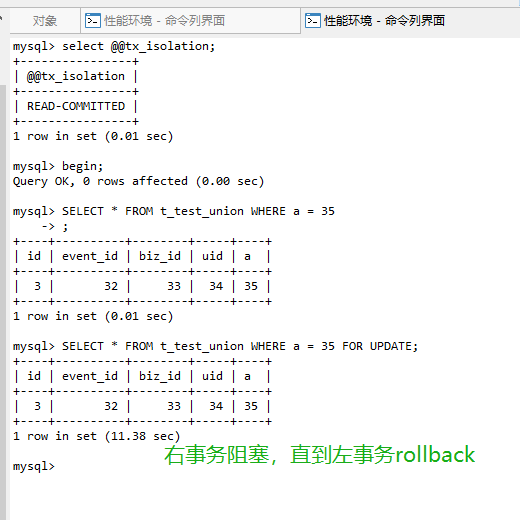 对象 性能环境 - 命令列界面 性能环境 - 命令列界面
mysql> select @@tx_isolation;
+----------------+
| @@tx_isolation |
+----------------+
| READ-COMMITTED |
+----------------+
1 row in set (0.01 sec)
mysql> begin;
Query OK, 0 rows affected (0.00 sec)
mysql> SELECT * FROM t_test_union WHERE a = 35
    -> ;
+----+----------+--------+-----+----+
| id | event_id | biz_id | uid | a  |
+----+----------+--------+-----+----+
|  3 |       32 |     33 |  34 | 35 |
+----+----------+--------+-----+----+
1 row in set (0.01 sec)
mysql> SELECT * FROM t_test_union WHERE a = 35 FOR UPDATE;
+----+----------+--------+-----+----+
| id | event_id | biz_id | uid | a  |
+----+----------+--------+-----+----+
|  3 |       32 |     33 |  34 | 35 |
+----+----------+--------+-----+----+
1 row in set (11.38 sec)
右事务阻塞，直到左事务rollback
mysql>